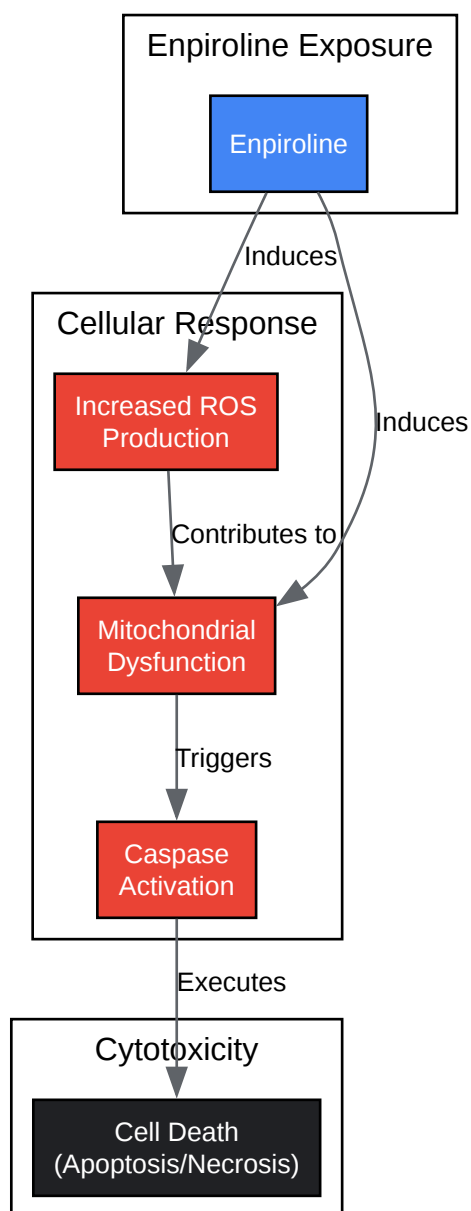 Enpiroline Exposure
Enpiroline
Induces
Cellular Response
Increased ROS
Production
Induces
Contributes to
Mitochondrial
Dysfunction
Triggers
Caspase
Activation
Executes
Cytotoxicity
Cell Death
(Apoptosis/Necrosis)